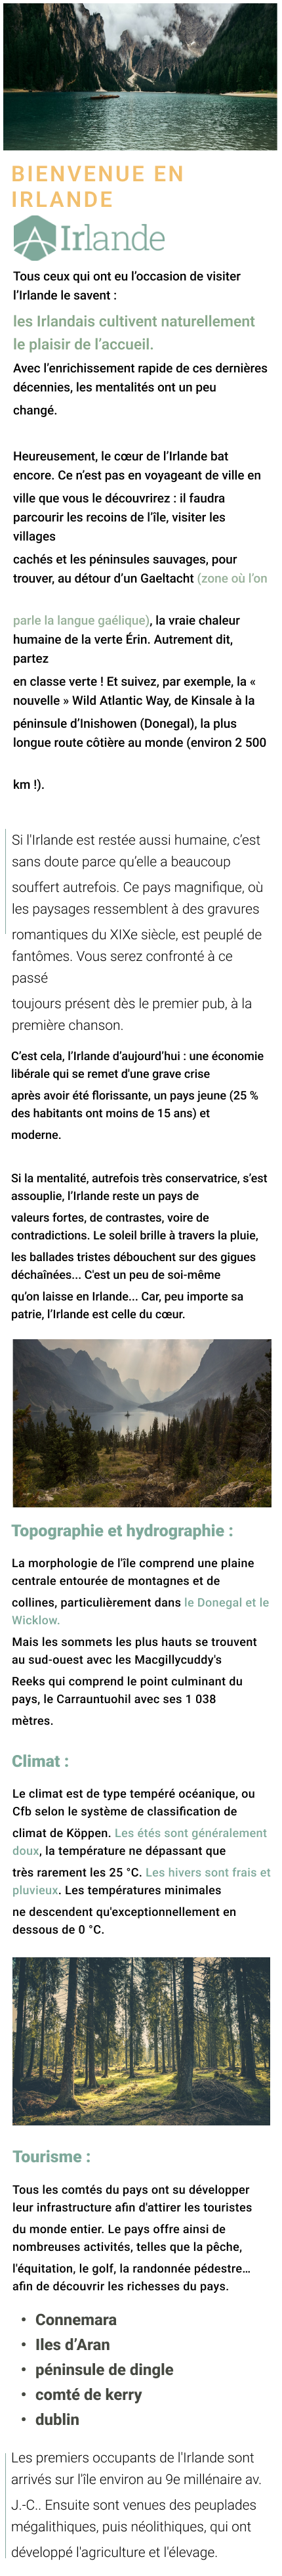 BIENVENUE EN
IRLANDE
Irlande
Tous ceux qui ont eu l’occasion de visiter
l’Irlande le savent :
les Irlandais cultivent naturellement
le plaisir de l’accueil.
Avec l’enrichissement rapide de ces dernières
décennies, les mentalités ont un peu
changé.
Heureusement, le cœur de l’Irlande bat
encore. Ce n’est pas en voyageant de ville en
ville que vous le découvrirez : il faudra
parcourir les recoins de l’île, visiter les
villages
cachés et les péninsules sauvages, pour
trouver, au détour d’un Gaeltacht (zone où l’on
parle la langue gaélique), la vraie chaleur
humaine de la verte Érin. Autrement dit,
partez
en classe verte ! Et suivez, par exemple, la «
nouvelle » Wild Atlantic Way, de Kinsale à la
péninsule d’Inishowen (Donegal), la plus
longue route côtière au monde (environ 2 500
km !).
Si l'Irlande est restée aussi humaine, c’est
sans doute parce qu’elle a beaucoup
souffert autrefois. Ce pays magnifique, où
les paysages ressemblent à des gravures
romantiques du XIXe siècle, est peuplé de
fantômes. Vous serez confronté à ce
passé
toujours présent dès le premier pub, à la
première chanson.
C’est cela, l’Irlande d’aujourd’hui : une économie
libérale qui se remet d'une grave crise
après avoir été florissante, un pays jeune (25 %
des habitants ont moins de 15 ans) et
moderne.
Si la mentalité, autrefois très conservatrice, s’est
assouplie, l’Irlande reste un pays de
valeurs fortes, de contrastes, voire de
contradictions. Le soleil brille à travers la pluie,
les ballades tristes débouchent sur des gigues
déchaînées... C'est un peu de soi-même
qu’on laisse en Irlande... Car, peu importe sa
patrie, l’Irlande est celle du cœur.
Topographie et hydrographie :
La morphologie de l'île comprend une plaine
centrale entourée de montagnes et de
collines, particulièrement dans le Donegal et le
Wicklow.
Mais les sommets les plus hauts se trouvent
au sud-ouest avec les Macgillycuddy's
Reeks qui comprend le point culminant du
pays, le Carrauntuohil avec ses 1 038
mètres.
Climat :
Le climat est de type tempéré océanique, ou
Cfb selon le système de classification de
climat de Köppen. Les étés sont généralement
doux, la température ne dépassant que
très rarement les 25 °C. Les hivers sont frais et
pluvieux. Les températures minimales
ne descendent qu'exceptionnellement en
dessous de 0 °C.
Tourisme :
Tous les comtés du pays ont su développer
leur infrastructure afin d'attirer les touristes
du monde entier. Le pays offre ainsi de
nombreuses activités, telles que la pêche,
l'équitation, le golf, la randonnée pédestre…
afin de découvrir les richesses du pays.
• Connemara
• Iles d’Aran
• péninsule de dingle
• comté de kerry
• dublin
Les premiers occupants de l'Irlande sont
arrivés sur l'île environ au 9e millénaire av.
J.-C.. Ensuite sont venues des peuplades
mégalithiques, puis néolithiques, qui ont
développé l'agriculture et l'élevage.